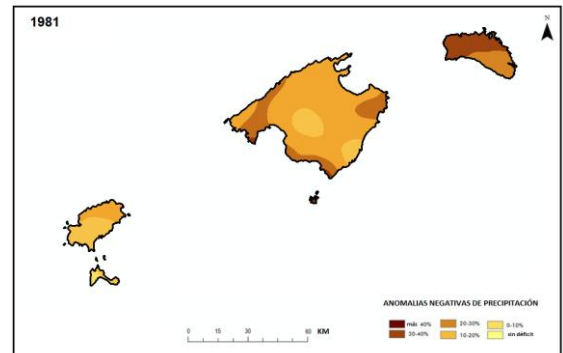 1981
N
0 15 30 60 KM
ANOMALIAS NEGATIVAS DE PRECIPITACIÓN
más 40% 20-30% 0-10%
30-40% 10-20% sin déficit